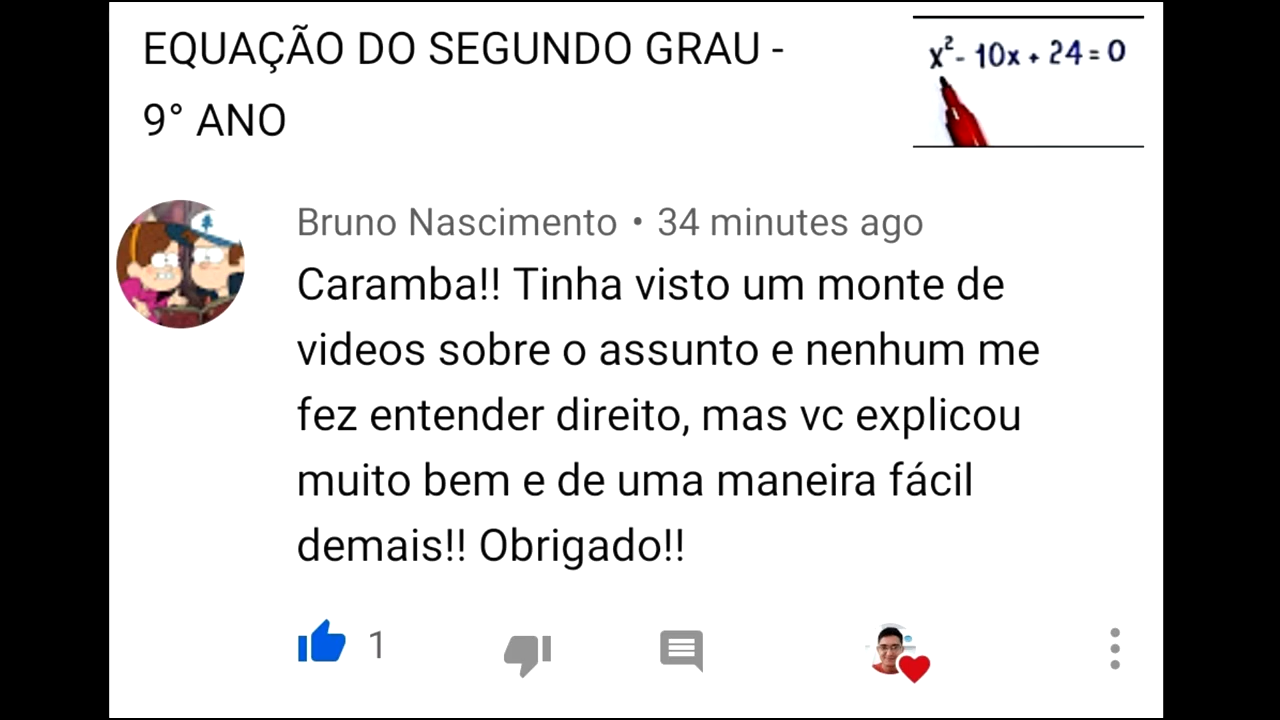 EQUAÇÃO DO SEGUNDO GRAU -
9° ANO
x² - 10x + 24 = 0
Bruno Nascimento • 34 minutes ago
Caramba!! Tinha visto um monte de
videos sobre o assunto e nenhum me
fez entender direito, mas vc explicou
muito bem e de uma maneira fácil
demais!! Obrigado!!
1